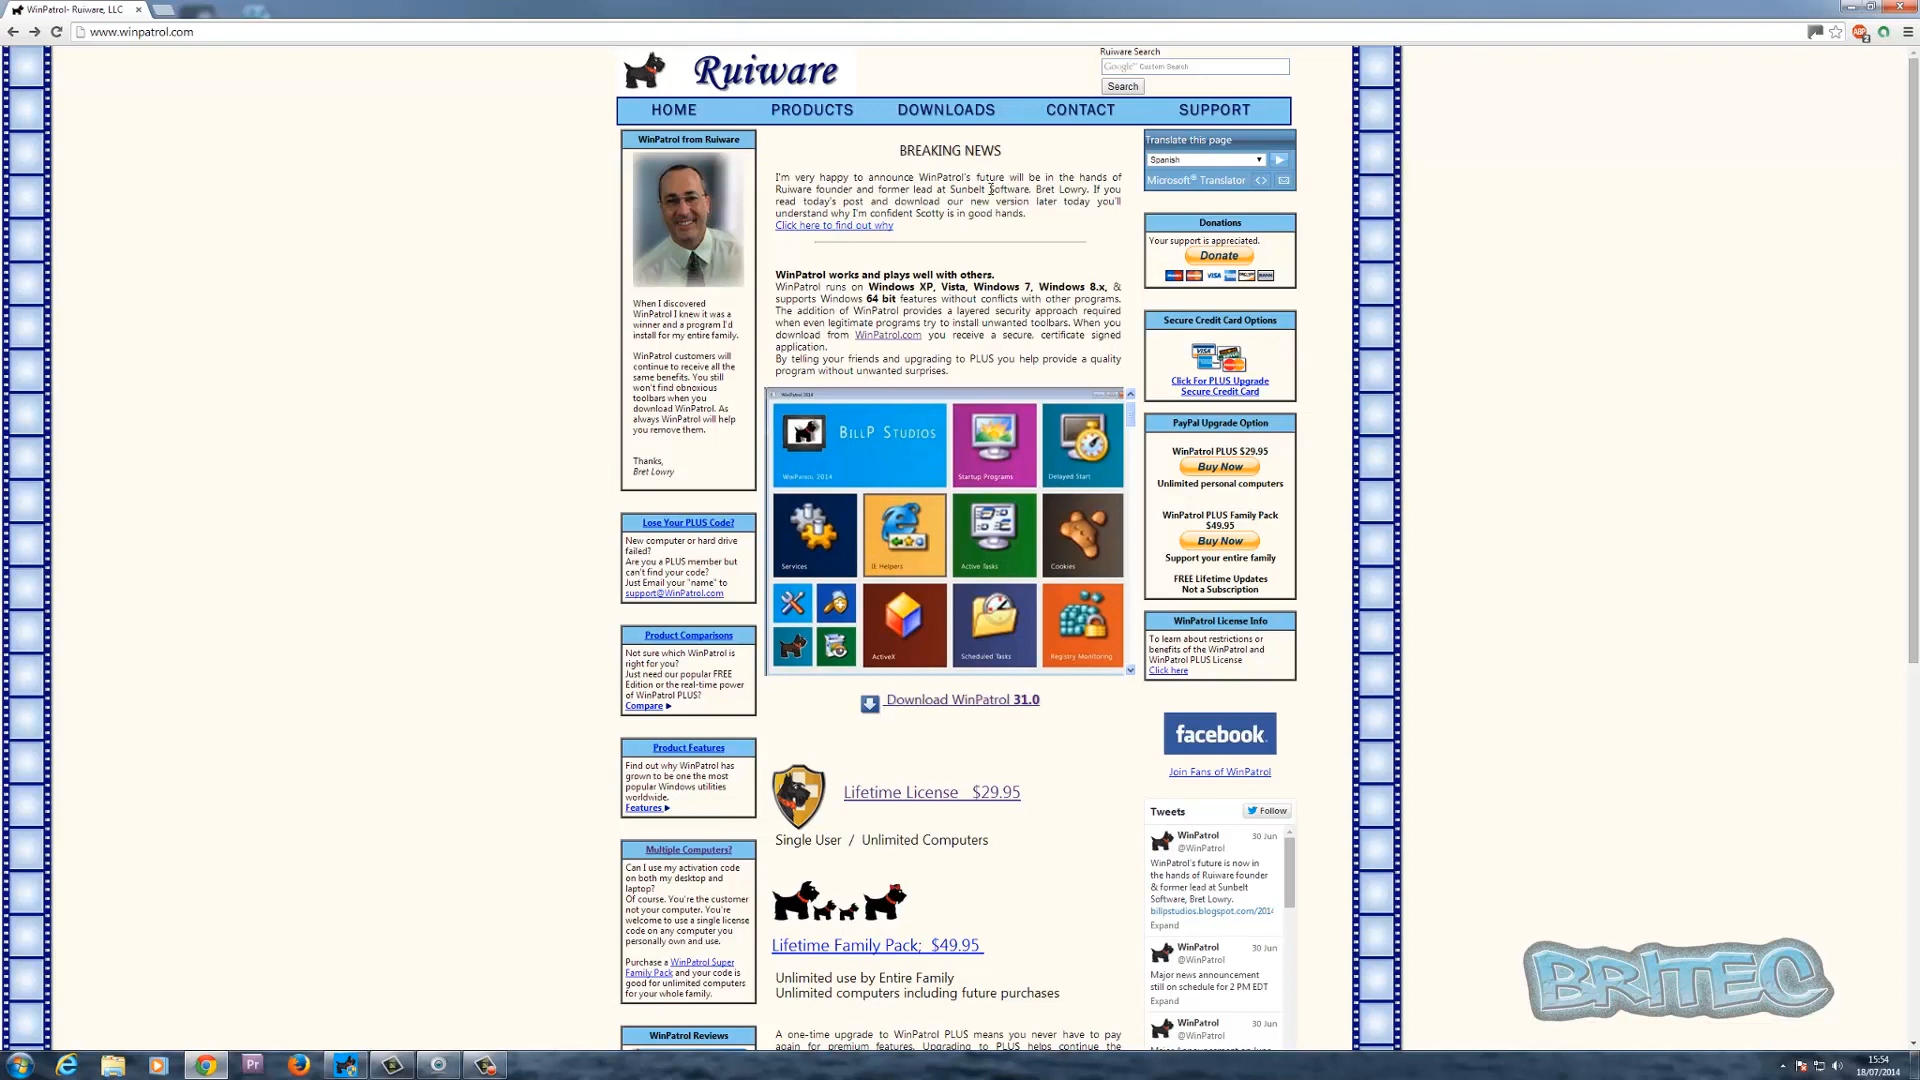 WinPatrol- Ruiware, LLC
www.winpatrol.com
Ruiware
Ruiware Search
Google™ Custom Search
Search
HOME PRODUCTS DOWNLOADS CONTACT SUPPORT
WinPatrol from Ruiware
When I discovered
WinPatrol I knew it was a
winner and a program I'd
install for my entire family.
WinPatrol customers will
continue to receive all the
same benefits. You still
won't find obnoxious
toolbars when you
download WinPatrol. As
always WinPatrol will help
you remove them.
Thanks,
Bret Lowry
Lose Your PLUS Code?
New computer or hard drive
failed?
Are you a PLUS member but
can't find your code?
Just Email your "name" to
support@WinPatrol.com
Product Comparisons
Not sure which WinPatrol is
right for you?
Just need our popular FREE
Edition or the real-time power
of WinPatrol PLUS?
Compare
Product Features
Find out why WinPatrol has
grown to be one the most
popular Windows utilities
worldwide.
Features
Multiple Computers?
Can I use my activation code
on both my desktop and
laptop?
Of course. You're the customer
not your computer. You're
welcome to use a single license
code on any computer you
personally own and use.
Purchase a WinPatrol Super
Family Pack and your code is
good for unlimited computers
for your whole family.
WinPatrol Reviews
BREAKING NEWS
I'm very happy to announce WinPatrol's future will be in the hands of
Ruiware founder and former lead at Sunbelt Software, Bret Lowry. If you
read today's post and download our new version later today you'll
understand why I'm confident Scotty is in good hands.
Click here to find out why
WinPatrol works and plays well with others.
WinPatrol runs on Windows XP, Vista, Windows 7, Windows 8.x, &
supports Windows 64 bit features without conflicts with other programs.
The addition of WinPatrol provides a layered security approach required
when even legitimate programs try to install unwanted toolbars. When you
download from WinPatrol.com you receive a secure, certificate signed
application.
By telling your friends and upgrading to PLUS you help provide a quality
program without unwanted surprises.
WinPatrol 2014
BILLP STUDIOS
WinPatrol 2014
Startup Programs
Delayed Start
Services
IE Helpers
Active Tasks
Cookies
ActiveX
Scheduled Tasks
Registry Monitoring
Download WinPatrol 31.0
Lifetime License $29.95
Single User / Unlimited Computers
Lifetime Family Pack; $49.95
Unlimited use by Entire Family
Unlimited computers including future purchases
A one-time upgrade to WinPatrol PLUS means you never have to pay
again for premium features. Upgrading to PLUS helps continue the
Translate this page
Spanish
Microsoft® Translator
Donations
Your support is appreciated.
Donate
Secure Credit Card Options
VISA
Click For PLUS Upgrade
Secure Credit Card
PayPal Upgrade Option
WinPatrol PLUS $29.95
Buy Now
Unlimited personal computers
WinPatrol PLUS Family Pack
$49.95
Buy Now
Support your entire family
FREE Lifetime Updates
Not a Subscription
WinPatrol License Info
To learn about restrictions or
benefits of the WinPatrol and
WinPatrol PLUS License
Click here
facebook
Join Fans of WinPatrol
Tweets Follow
WinPatrol 30 Jun
@WinPatrol
WinPatrol's future is now in
the hands of Ruiware founder
& former lead at Sunbelt
Software, Bret Lowry.
billpstudios.blogspot.com/2014
Expand
WinPatrol 30 Jun
@WinPatrol
Major news announcement
still on schedule for 2 PM EDT
Expand
WinPatrol 30 Jun
@WinPatrol
BRITEC
Pr
15:54
18/07/2014